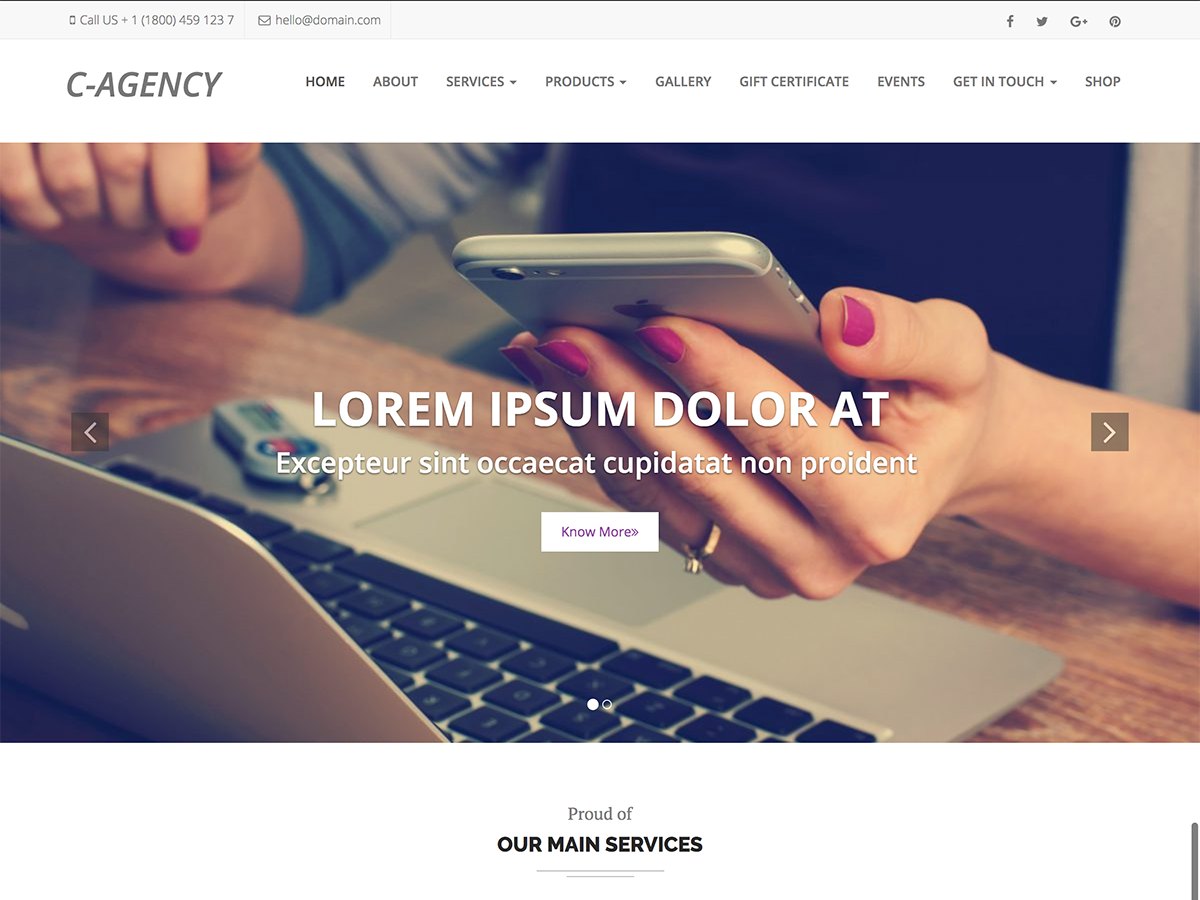 Call US + 1 (1800) 459 123 7
hello@domain.com
C-AGENCY
HOME ABOUT SERVICES PRODUCTS GALLERY GIFT CERTIFICATE EVENTS GET IN TOUCH SHOP
LOREM IPSUM DOLOR AT
Excepteur sint occaecat cupidatat non proident
Know More»
Proud of
OUR MAIN SERVICES